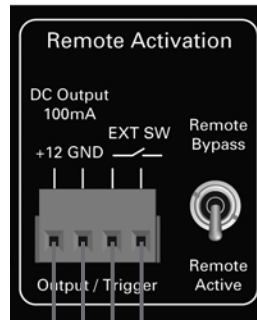 Remote Activation
DC Output
100mA
EXT SW
+12 GND
Remote
Bypass
Remote
Active
Output / Trigger